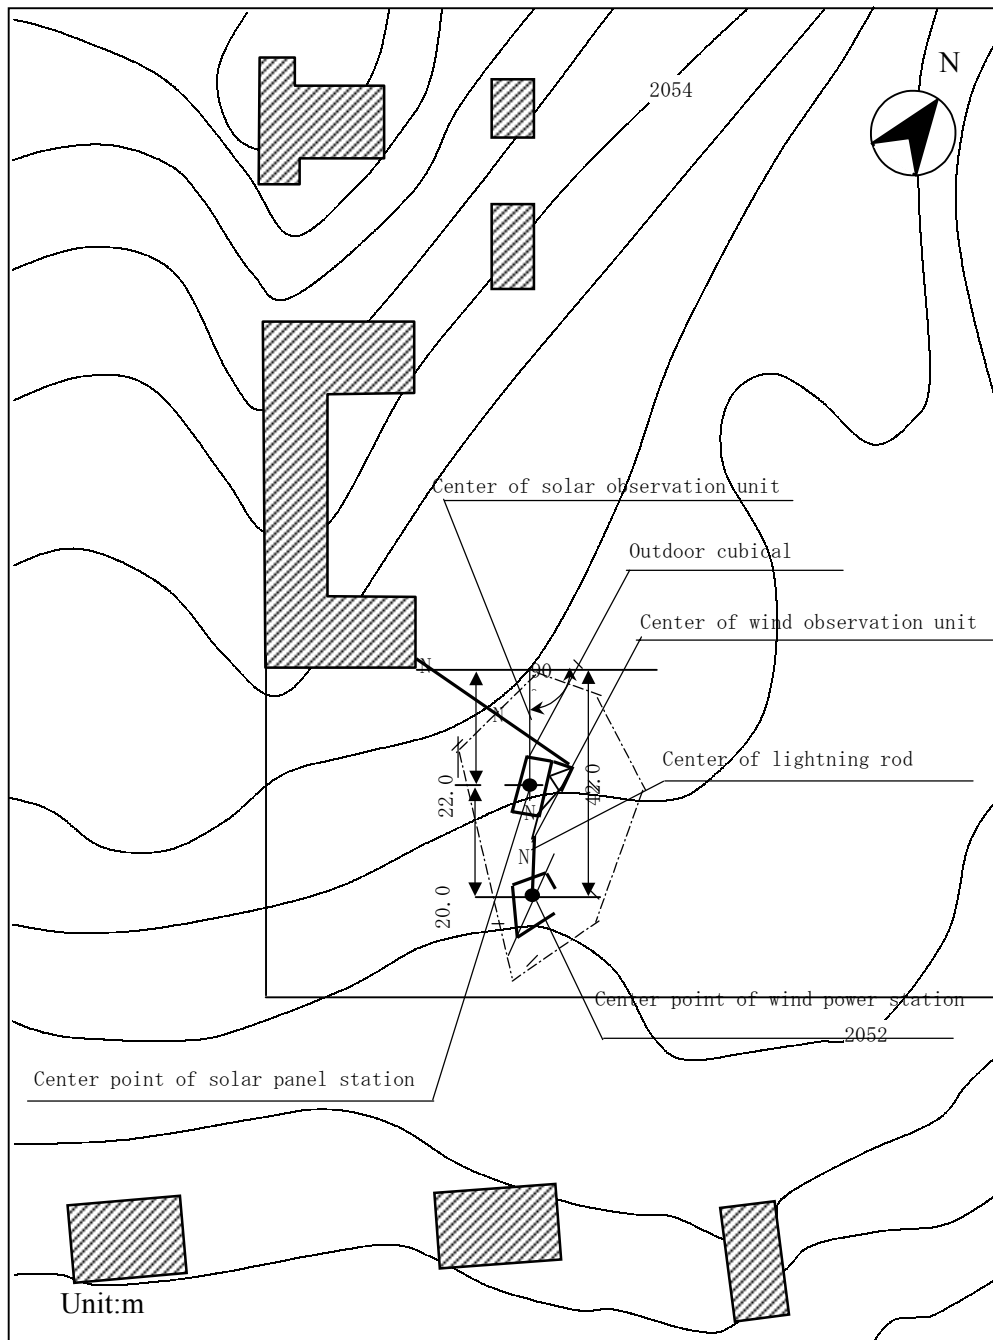 N
2054
Center of solar observation unit
Outdoor cubical
Center of wind observation unit
N
90
N
Center of lightning rod
22.0
42.0
N
N
20.0
Center point of wind power station
2052
Center point of solar panel station
Unit:m